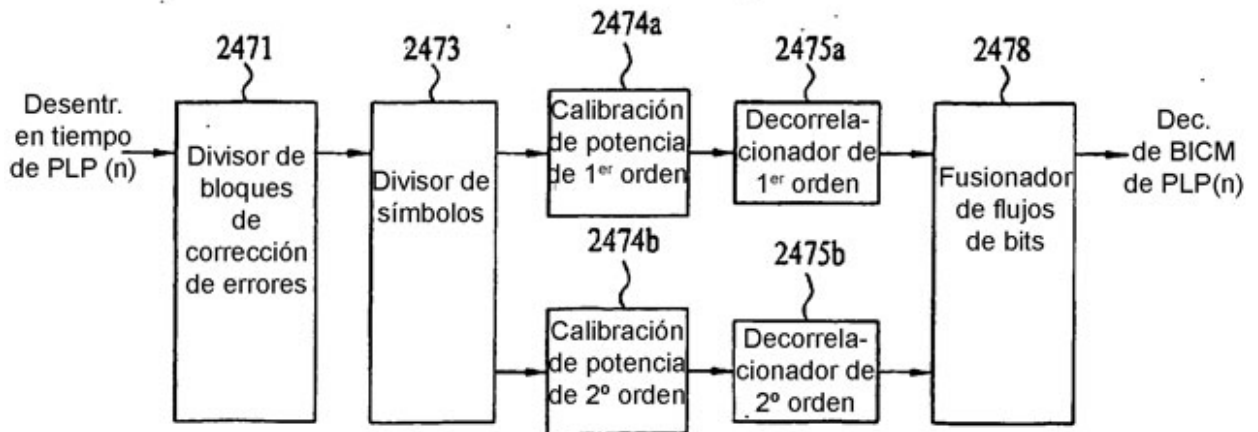 2471
2473
2474a
2475a
2478
Desentr.
en tiempo
de PLP (n)
Divisor de
bloques
de
corrección
de errores
Divisor de
símbolos
Calibración
de potencia
de 1er orden
Decorrela-
cionador de
1er orden
Fusionador
de flujos
de bits
Dec.
de BICM
de PLP(n)
2474b
2475b
Calibración
de potencia
de 2º orden
Decorrela-
cionador de
2º orden